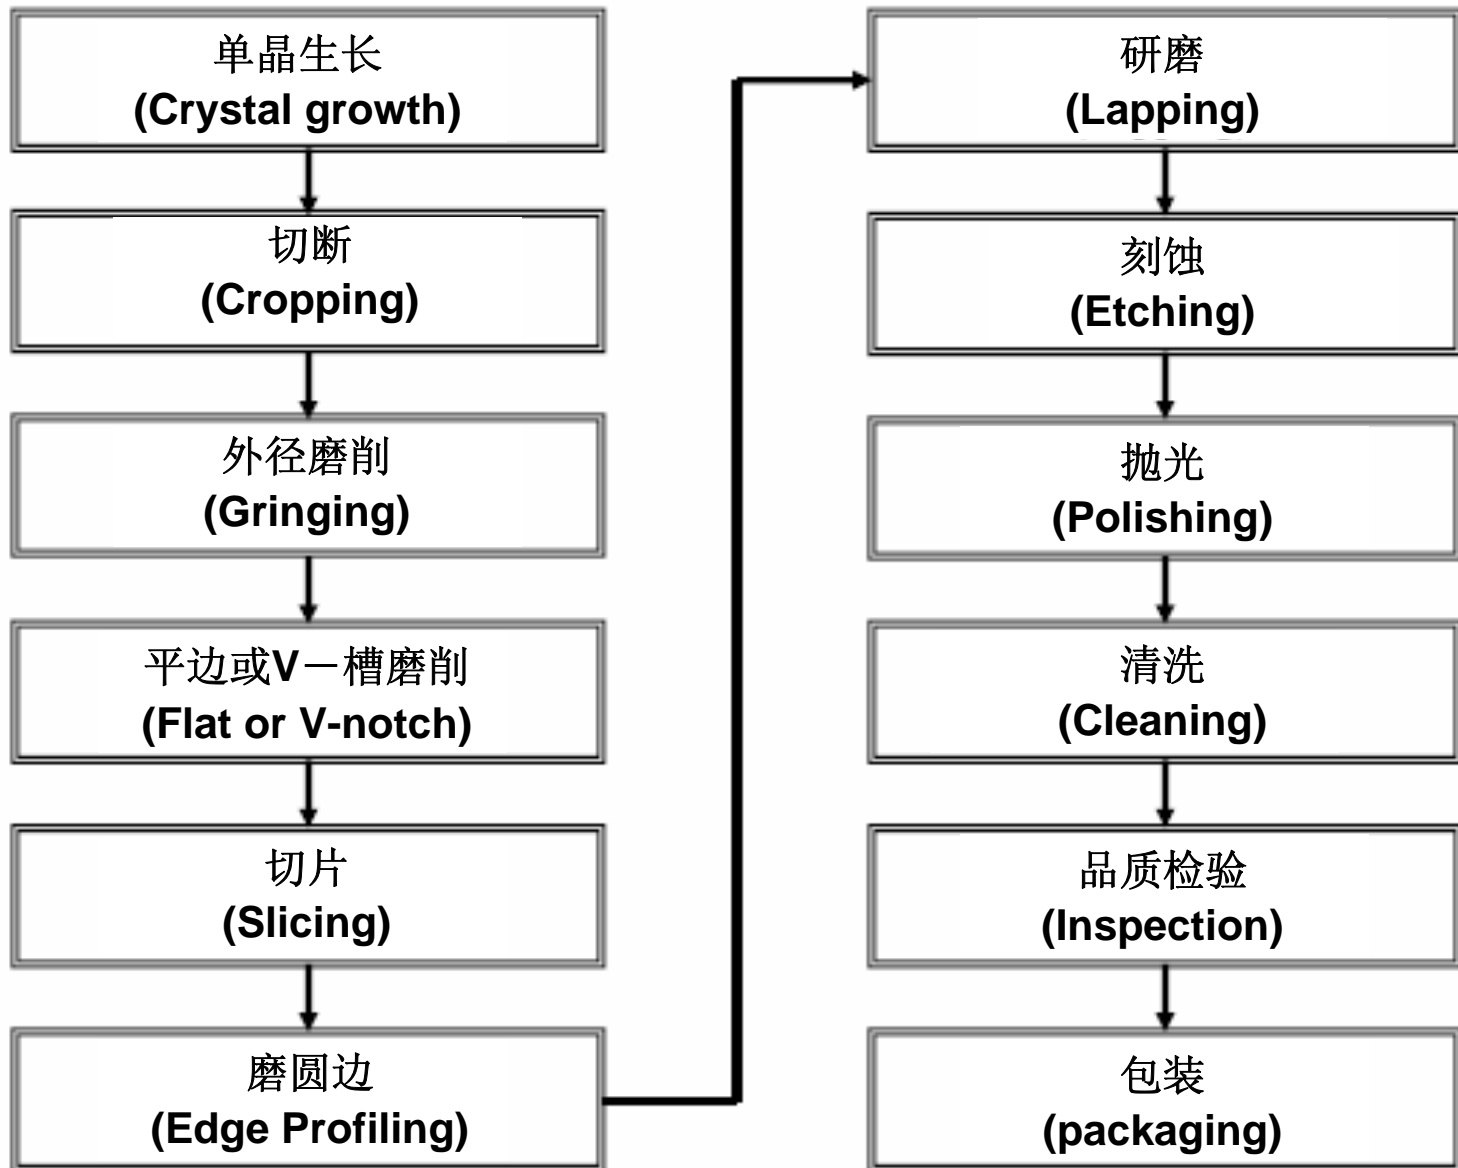 单晶生长
(Crystal growth)
切断
(Cropping)
外径磨削
(Gringing)
平边或V－槽磨削
(Flat or V-notch)
切片
(Slicing)
磨圆边
(Edge Profiling)
研磨
(Lapping)
刻蚀
(Etching)
抛光
(Polishing)
清洗
(Cleaning)
品质检验
(Inspection)
包装
(packaging)